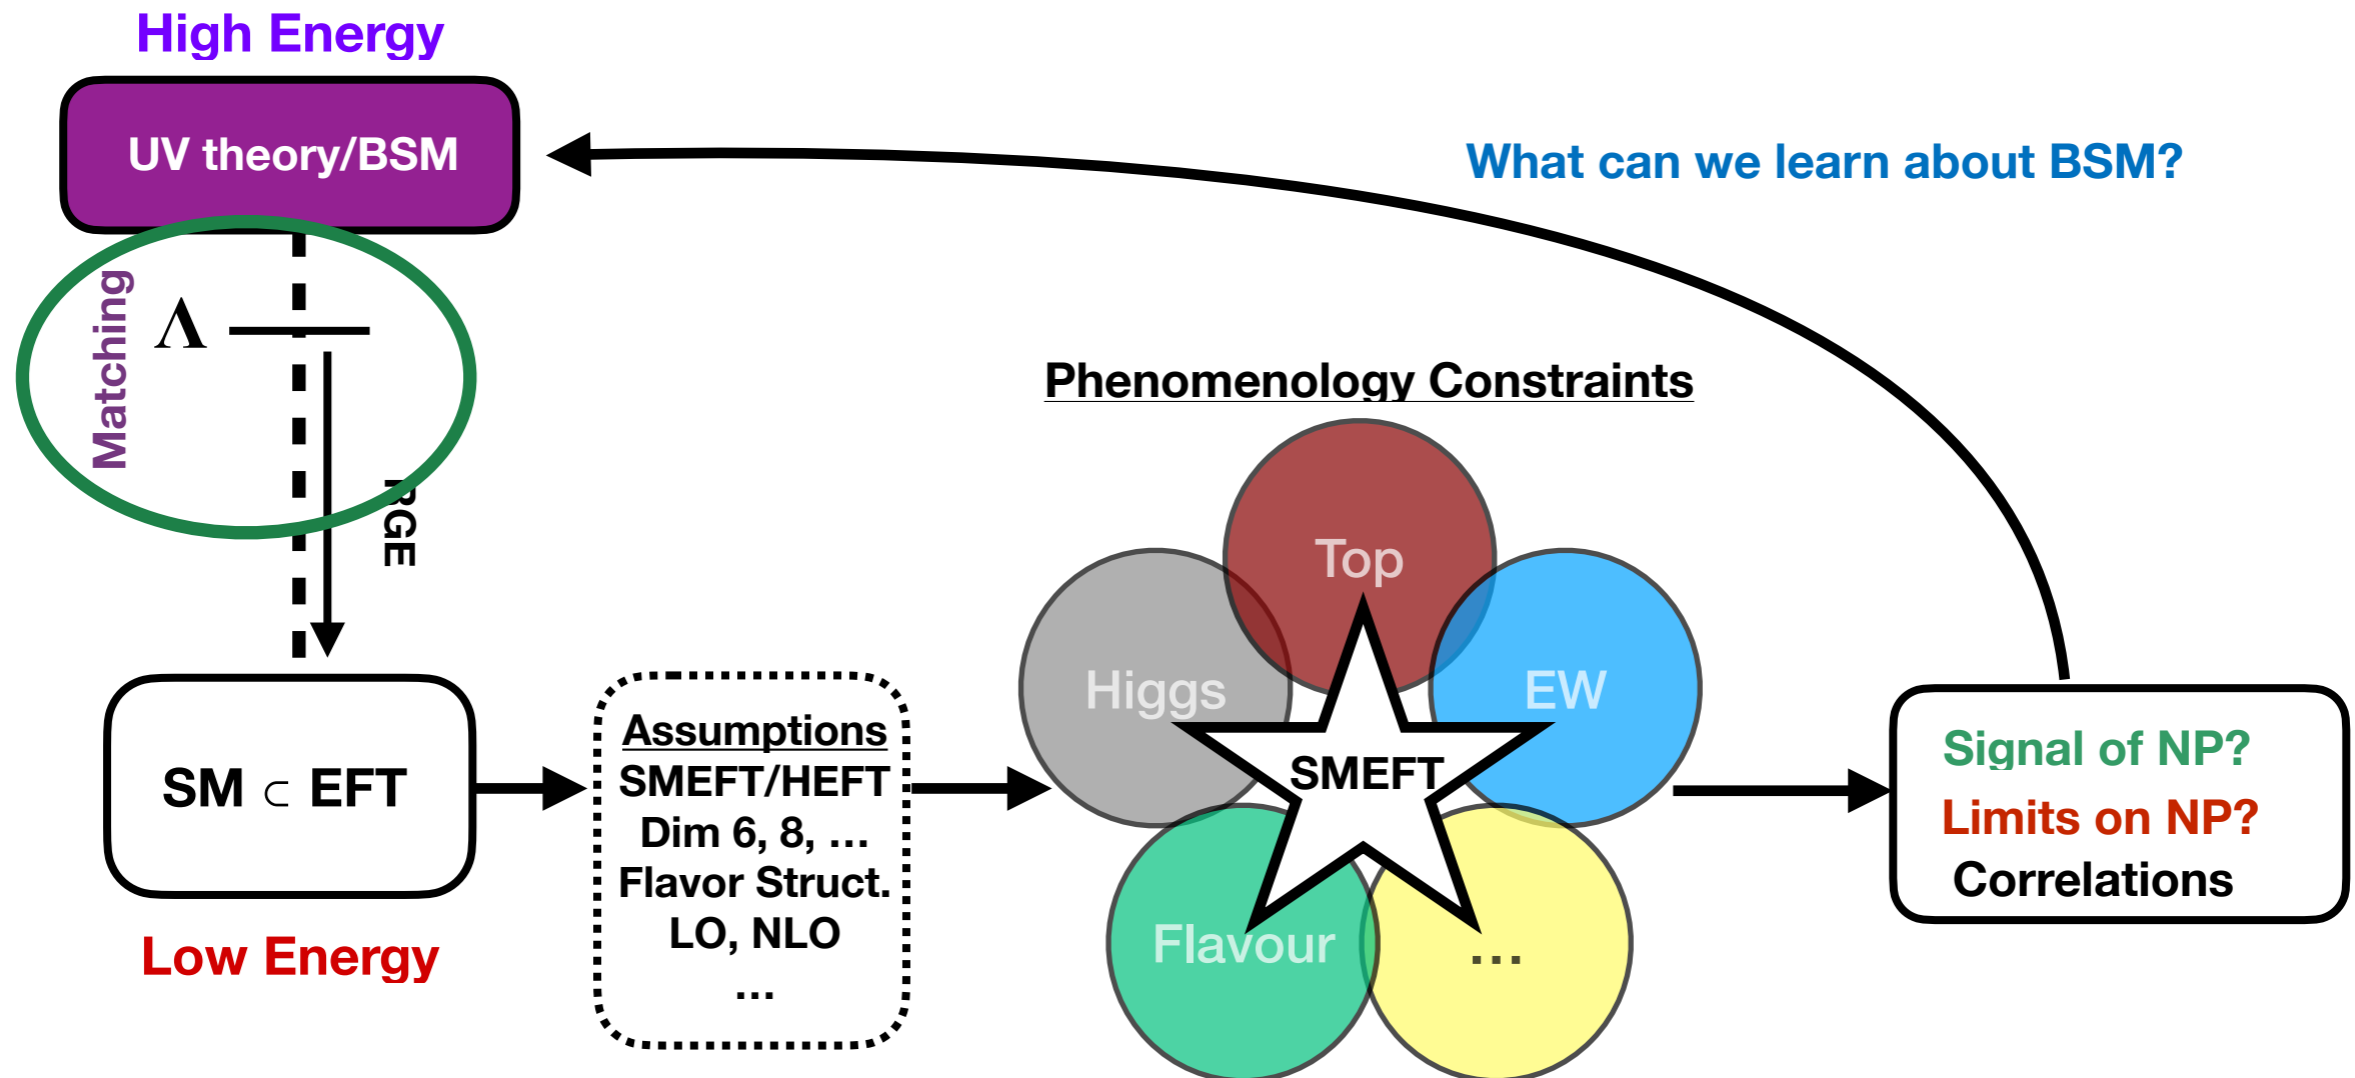 High Energy
UV theory/BSM
What can we learn about BSM?
Matching
Λ
RGE
Phenomenology Constraints
Top
Higgs
EW
SMEFT
Flavour
...
SM ⊂ EFT
Low Energy
Assumptions
SMEFT/HEFT
Dim 6, 8, ...
Flavor Struct.
LO, NLO
...
Signal of NP?
Limits on NP?
Correlations